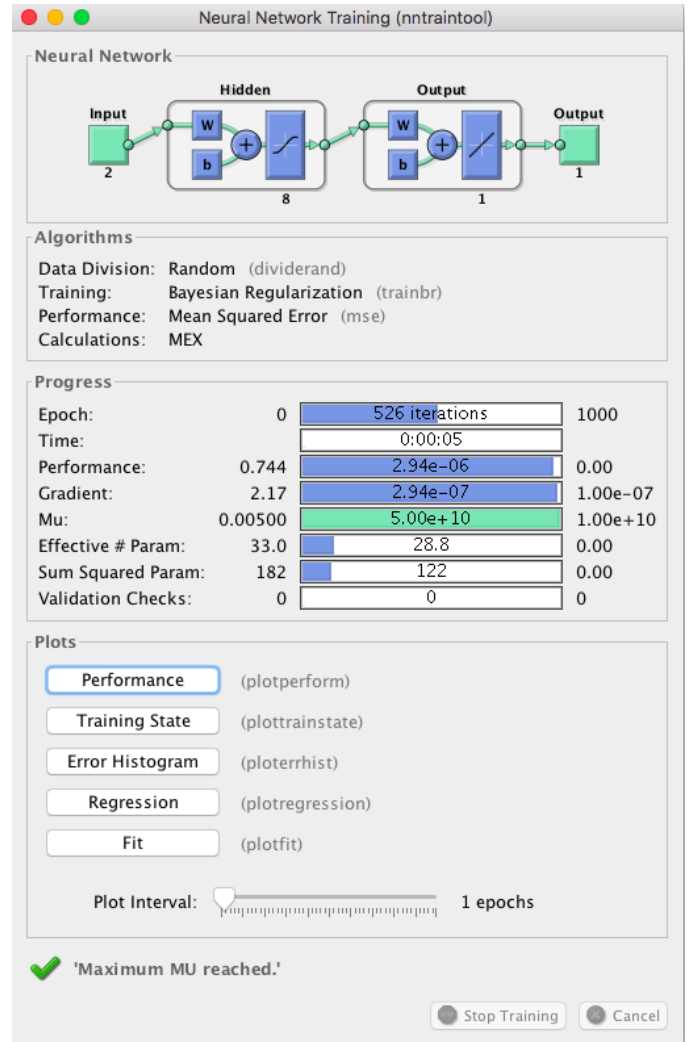 Neural Network Training (nntraintool)
Neural Network
Hidden Output
Input Output
W W
b + b +
2 1
8 1
Algorithms
Data Division: Random (dividerand)
Training: Bayesian Regularization (trainbr)
Performance: Mean Squared Error (mse)
Calculations: MEX
Progress
Epoch: 0 526 iterations 1000
Time: 0:00:05
Performance: 0.744 2.94e-06 0.00
Gradient: 2.17 2.94e-07 1.00e-07
Mu: 0.00500 5.00e+10 1.00e+10
Effective # Param: 33.0 28.8 0.00
Sum Squared Param: 182 122 0.00
Validation Checks: 0 0 0
Plots
Performance (plotperform)
Training State (plottrainstate)
Error Histogram (ploterrhist)
Regression (plotregression)
Fit (plotfit)
Plot Interval: 1 epochs
'Maximum MU reached.'
Stop Training Cancel